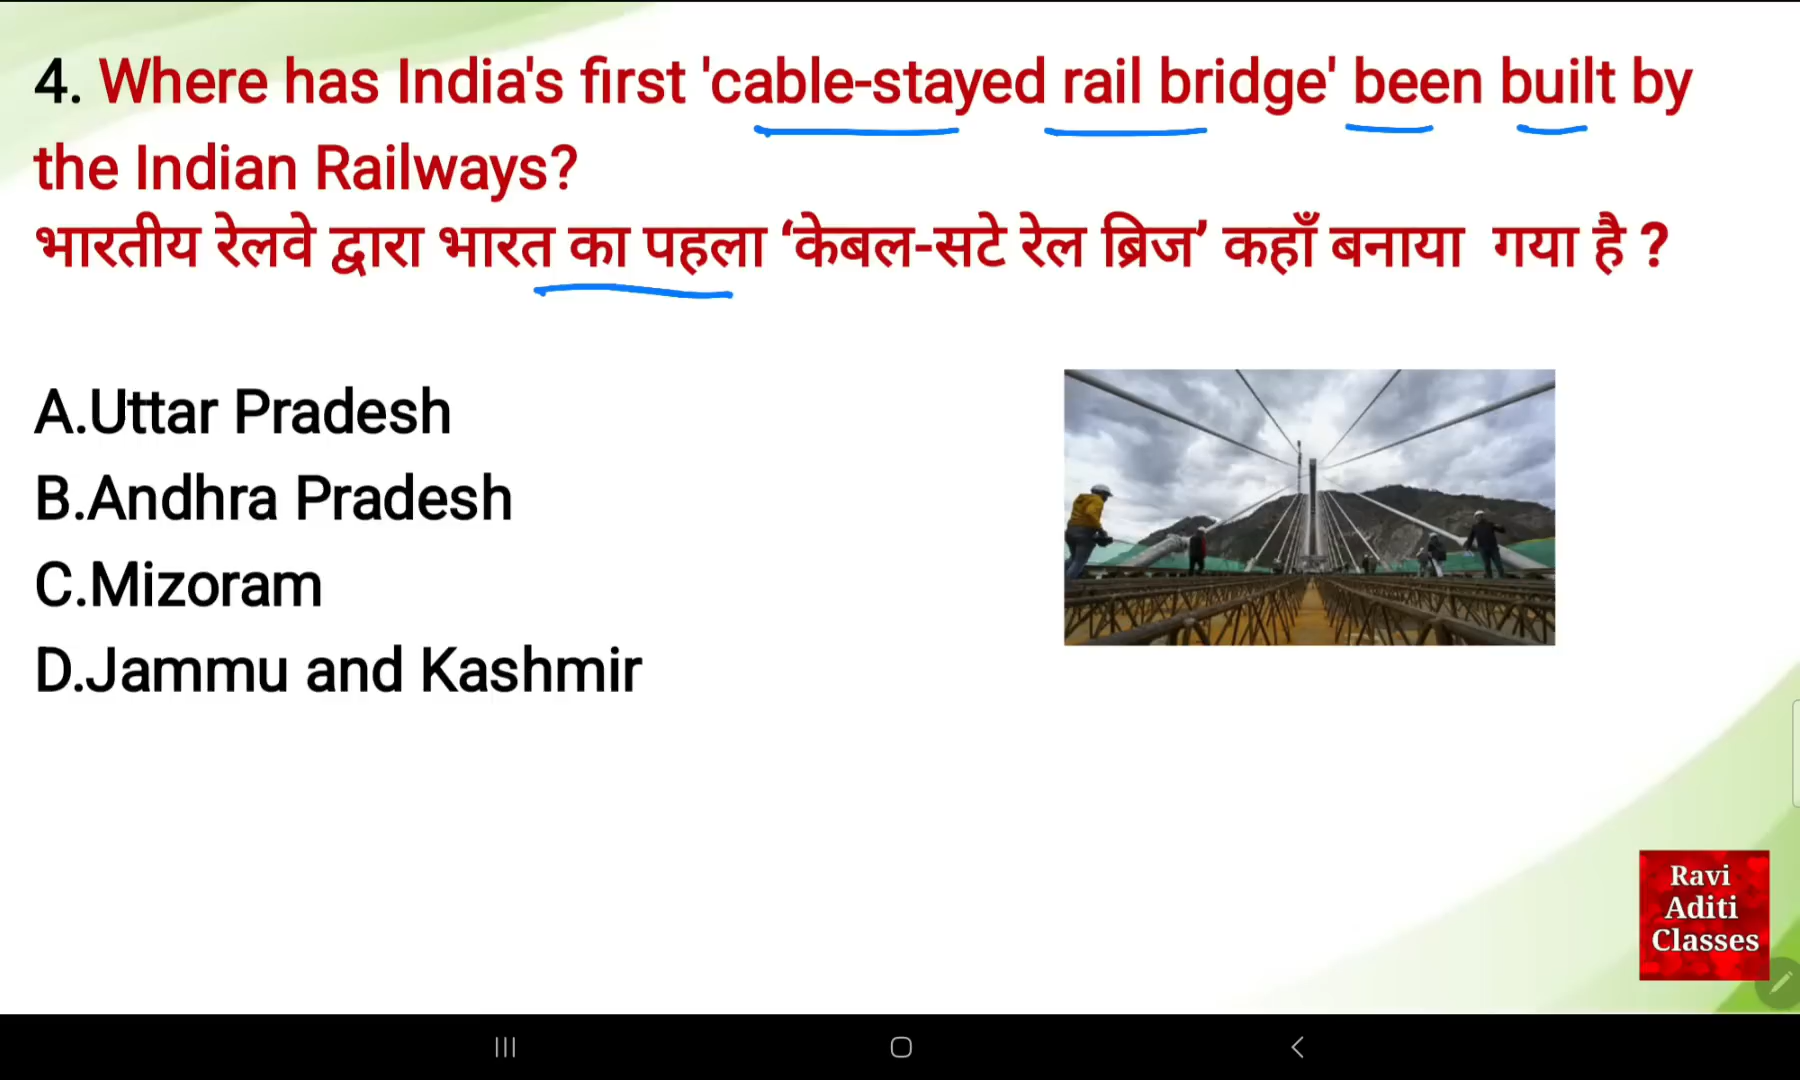 4. Where has India's first 'cable-stayed rail bridge' been built by
the Indian Railways?
भारतीय रेलवे द्वारा भारत का पहला ‘केबल-सटे रेल ब्रिज’ कहाँ बनाया गया है ?
A.Uttar Pradesh
B.Andhra Pradesh
C.Mizoram
D.Jammu and Kashmir
Ravi
Aditi
Classes